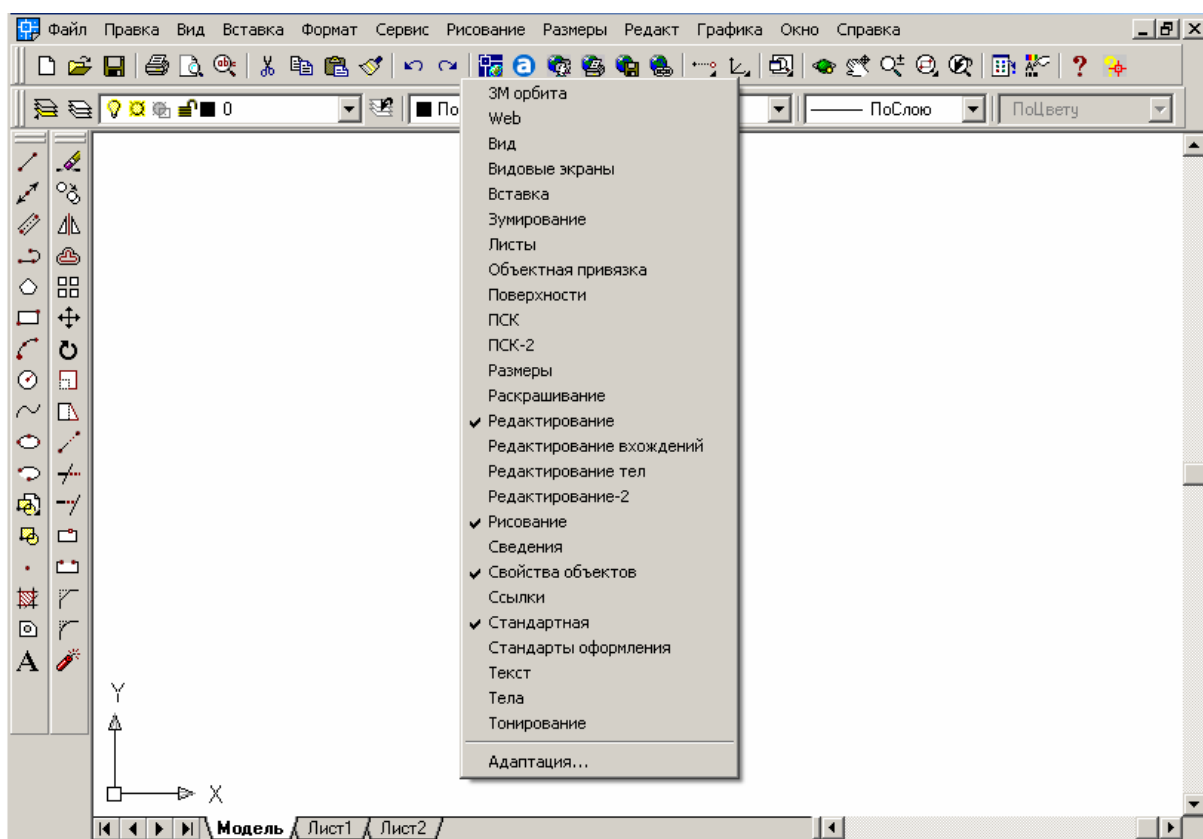 Файл Правка Вид Вставка Формат Сервис Рисование Размеры Редакт Графика Окно Справка
0 ПоСлою ПоЦвету
3М орбита
Web
Вид
Видовые экраны
Вставка
Зумирование
Листы
Объектная привязка
Поверхности
ПСК
ПСК-2
Размеры
Раскрашивание
Редактирование
Редактирование вхождений
Редактирование тел
Редактирование-2
Рисование
Сведения
Свойства объектов
Ссылки
Стандартная
Стандарты оформления
Текст
Тела
Тонирование
Адаптация...
Y
X
Модель Лист1 Лист2